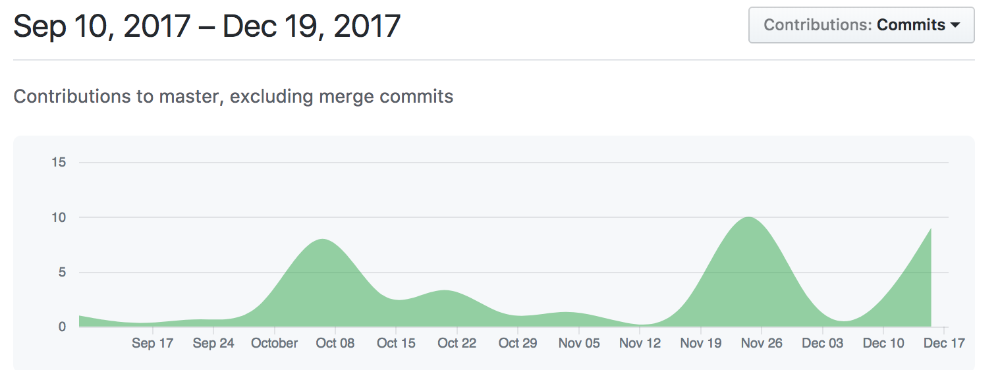 Sep 10, 2017 – Dec 19, 2017
Contributions: Commits
Contributions to master, excluding merge commits
15
10
5
0
Sep 17 Sep 24 October Oct 08 Oct 15 Oct 22 Oct 29 Nov 05 Nov 12 Nov 19 Nov 26 Dec 03 Dec 10 Dec 17